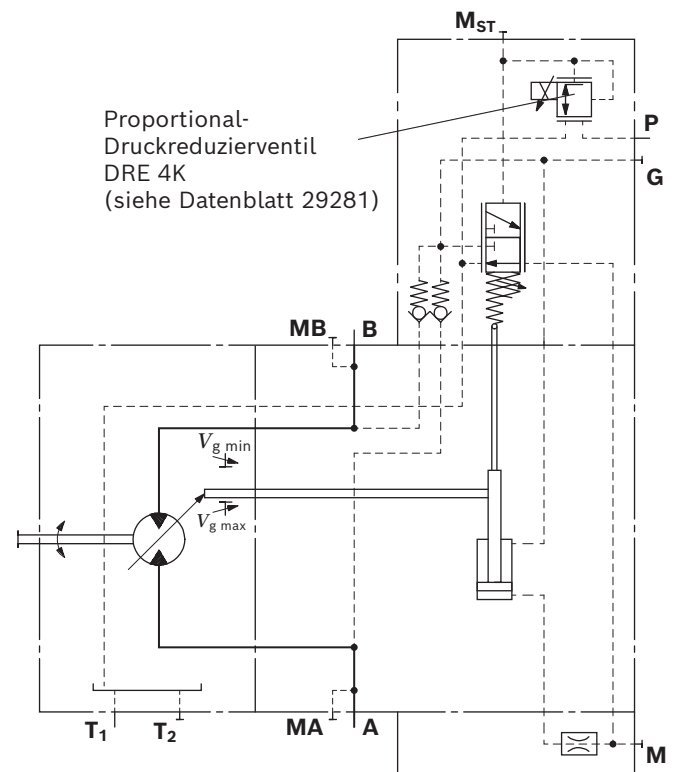 M_ST
Proportional-
Druckreduzierventil
DRE 4K
(siehe Datenblatt 29281)
P
G
MB B
V_g min
V_g max
T_1 T_2 MA A
M